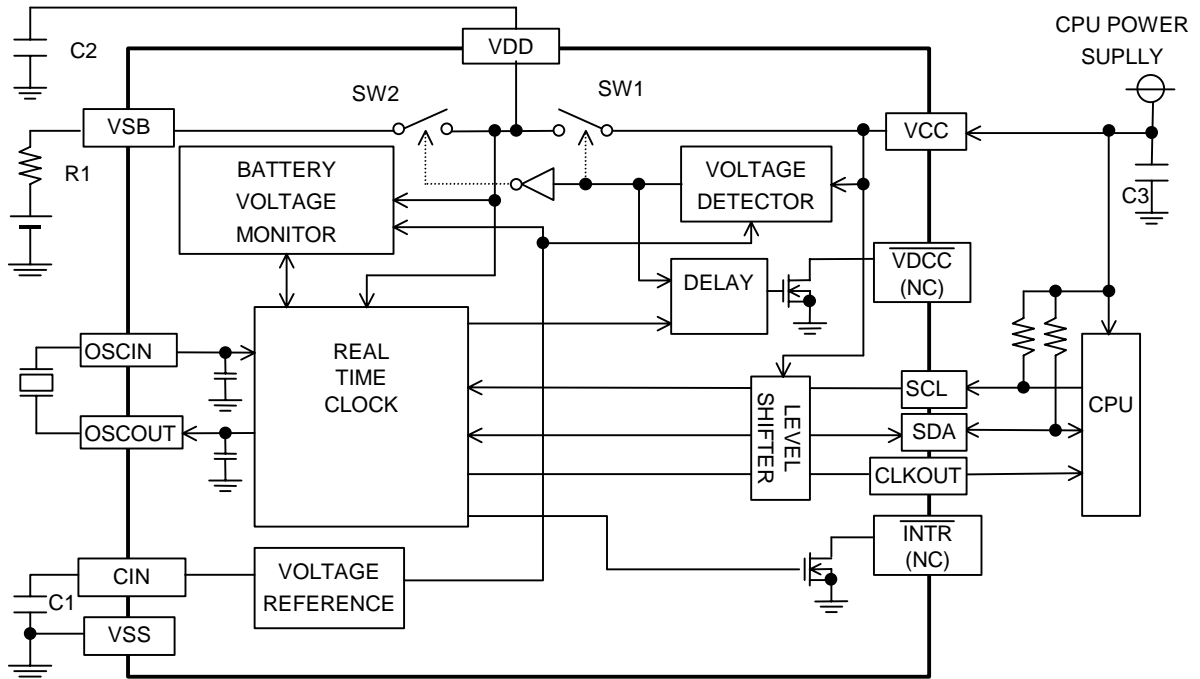 CPU POWER
SUPLLY
C2
VDD
SW2
SW1
VSB
VCC
R1
BATTERY
VOLTAGE
MONITOR
VOLTAGE
DETECTOR
C3
VDCC
(NC)
DELAY
OSCIN
REAL
TIME
CLOCK
LEVEL
SHIFTER
SCL
CPU
OSCOUT
SDA
CLKOUT
INTR
(NC)
CIN
VOLTAGE
REFERENCE
C1
VSS